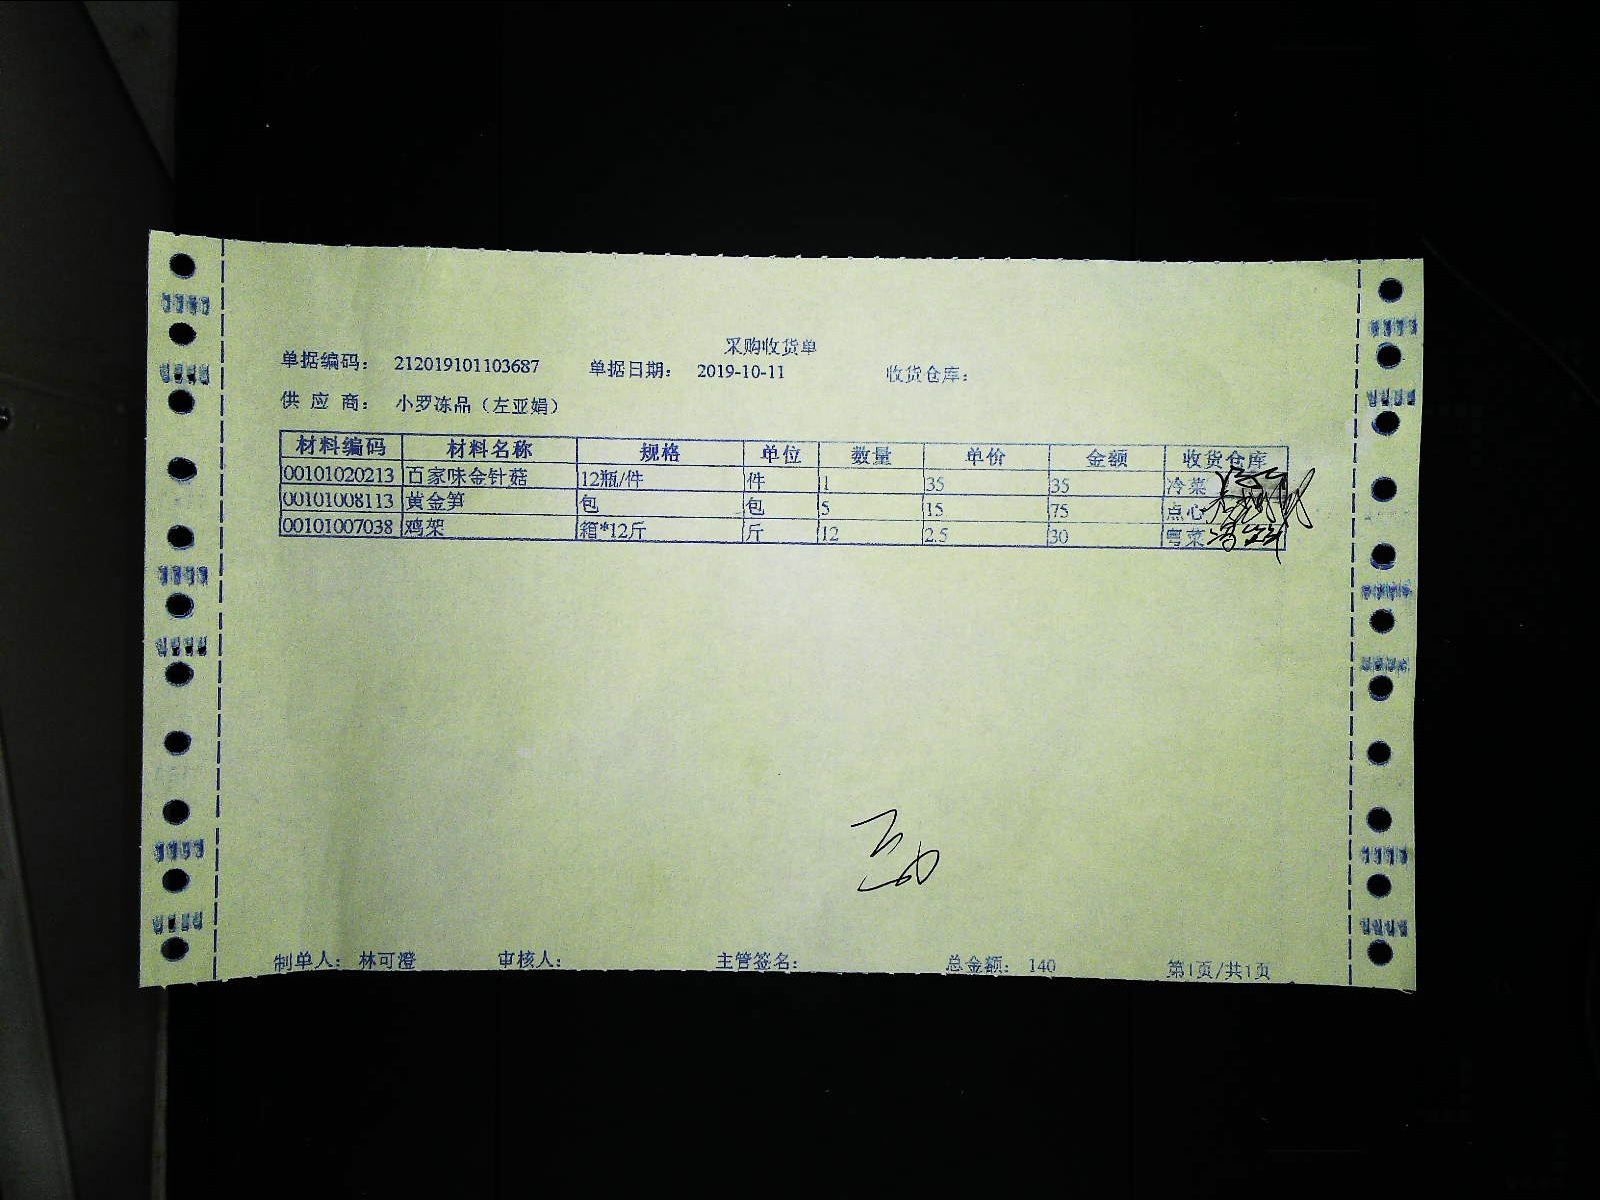 采购收货单
单据编码: 212019101103687 单据日期: 2019-10-11 收货仓库:
供 应 商: 小罗冻品（左亚娟）
材料编码 材料名称 规格 单位 数量 单价 金额 收货仓库
00101020213 百家味金针菇 12瓶/件 件 1 35 35 冷菜
00101008113 黄金笋 包 包 5 15 75 点心
00101007038 鸡架 箱*12斤 斤 12 2.5 30 粤菜
制单人: 林可澄 审核人: 主管签名: 总金额: 140 第1页/共1页